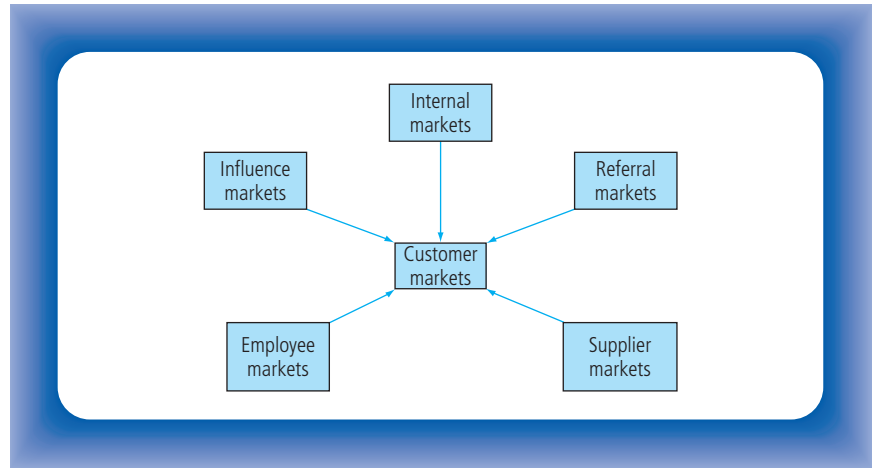 Internal
markets
Influence
markets
Referral
markets
Customer
markets
Employee
markets
Supplier
markets